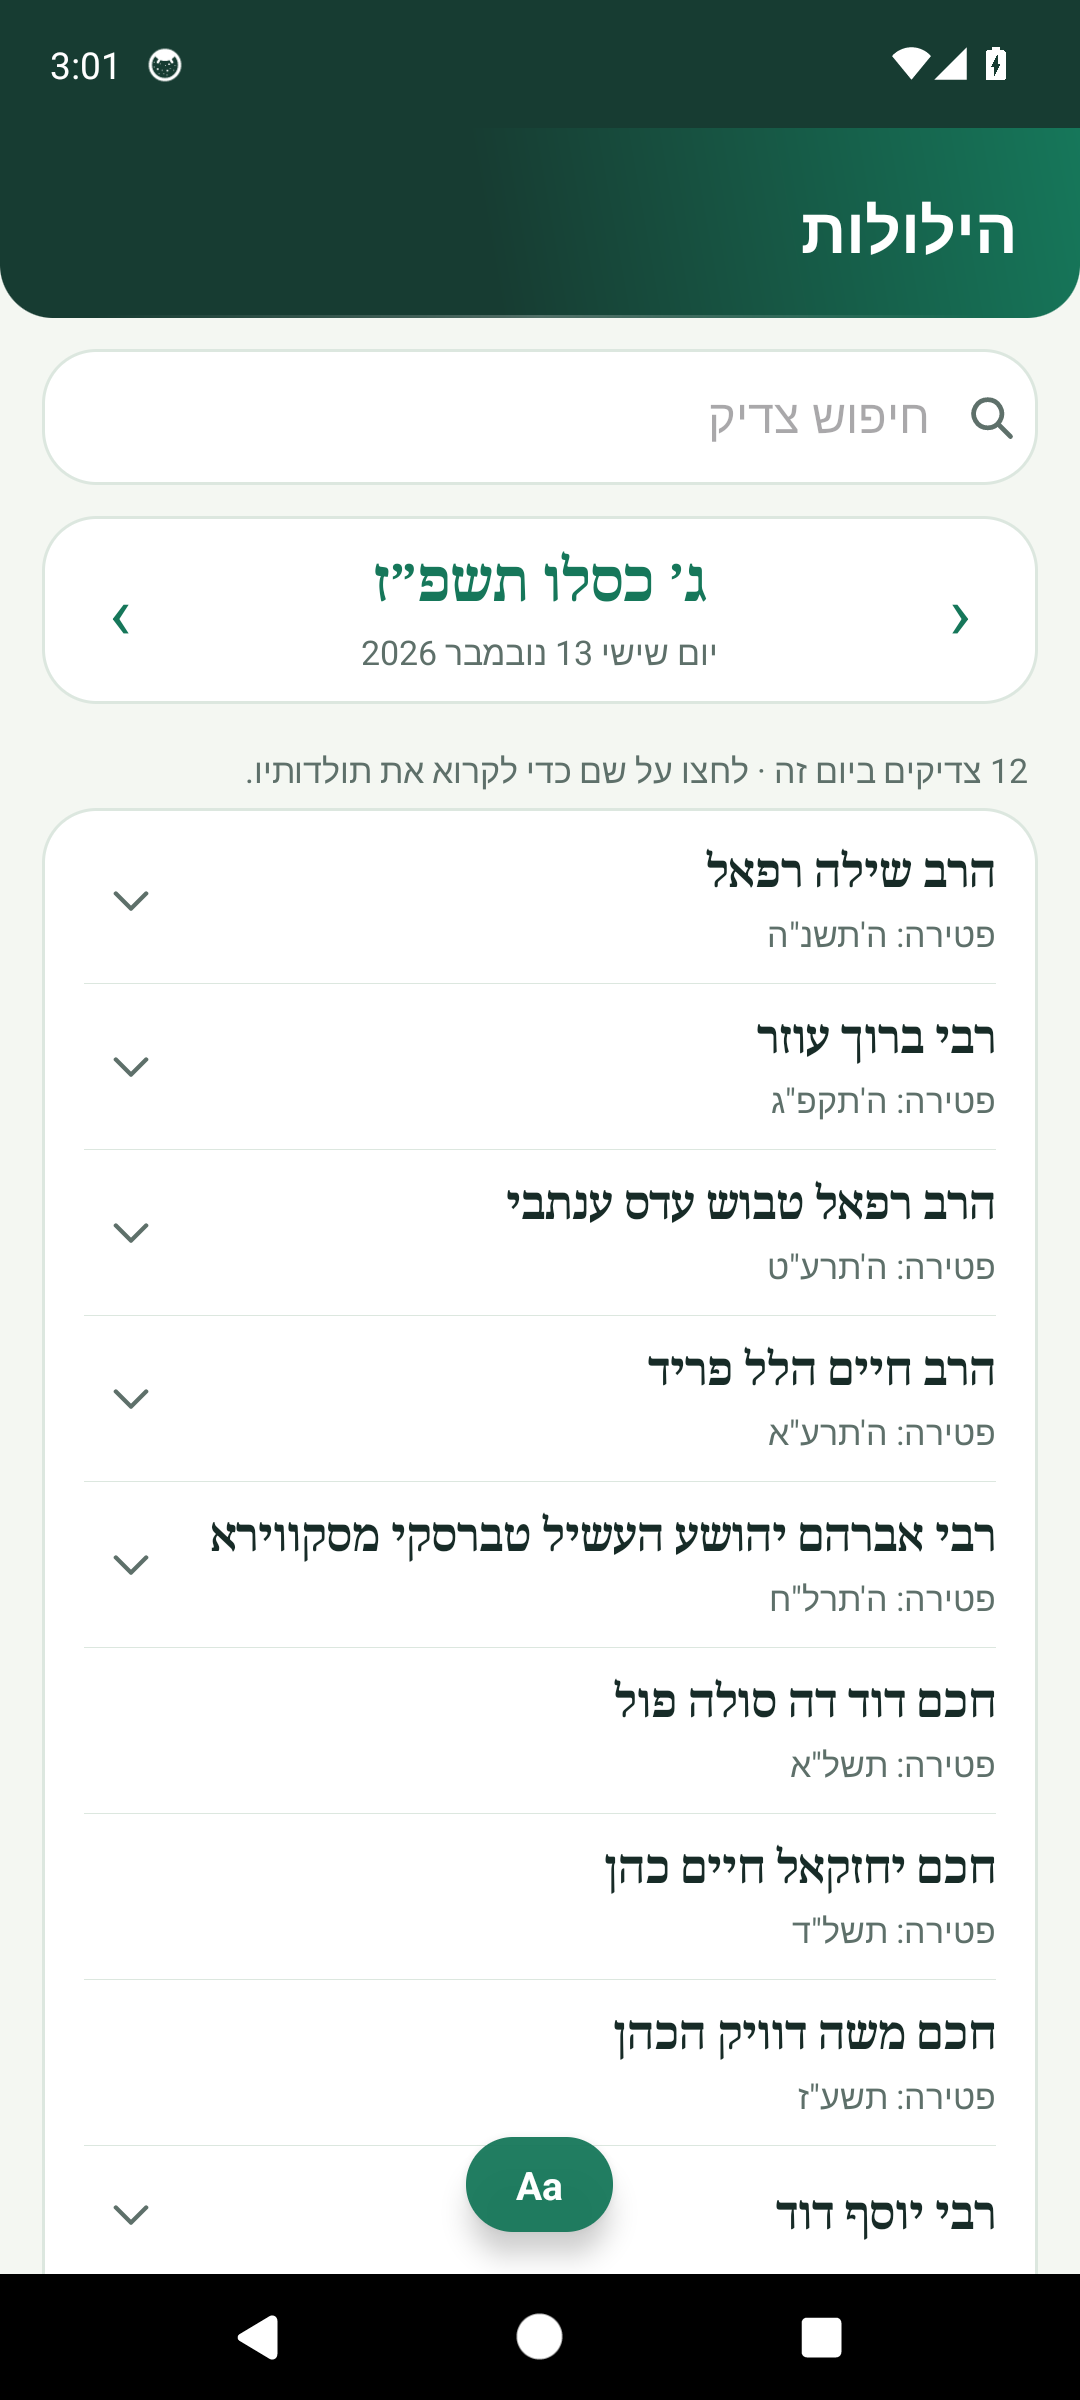 3:01
הילולות
חיפוש צדיק
ג׳ כסלו תשפ״ז
יום שישי 13 נובמבר 2026
12 צדיקים ביום זה · לחצו על שם כדי לקרוא את תולדותיו.
הרב שילה רפאל
פטירה: ה'תשנ"ה
רבי ברוך עוזר
פטירה: ה'תקפ"ג
הרב רפאל טבוש עדס ענתבי
פטירה: ה'תרע"ט
הרב חיים הלל פריד
פטירה: ה'תרע"א
רבי אברהם יהושע העשיל טברסקי מסקווירא
פטירה: ה'תרל"ח
חכם דוד דה סולה פול
פטירה: תשל"א
חכם יחזקאל חיים כהן
פטירה: תשל"ד
חכם משה דוויק הכהן
פטירה: תשע"ז
רבי יוסף דוד
Aa